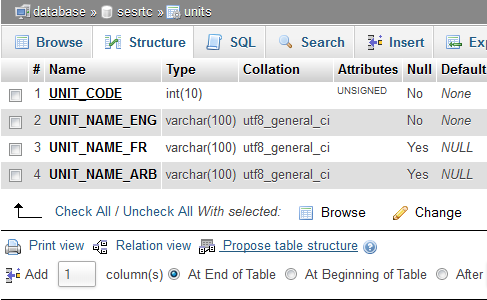 database » sesrtc » units
Browse Structure SQL Search Insert
# Name Type Collation Attributes Null Default
1 UNIT_CODE int(10) UNSIGNED No None
2 UNIT_NAME_ENG varchar(100) utf8_general_ci No None
3 UNIT_NAME_FR varchar(100) utf8_general_ci Yes NULL
4 UNIT_NAME_ARB varchar(100) utf8_general_ci Yes NULL
Check All / Uncheck All With selected: Browse Change
Print view Relation view Propose table structure
Add 1 column(s) At End of Table At Beginning of Table After